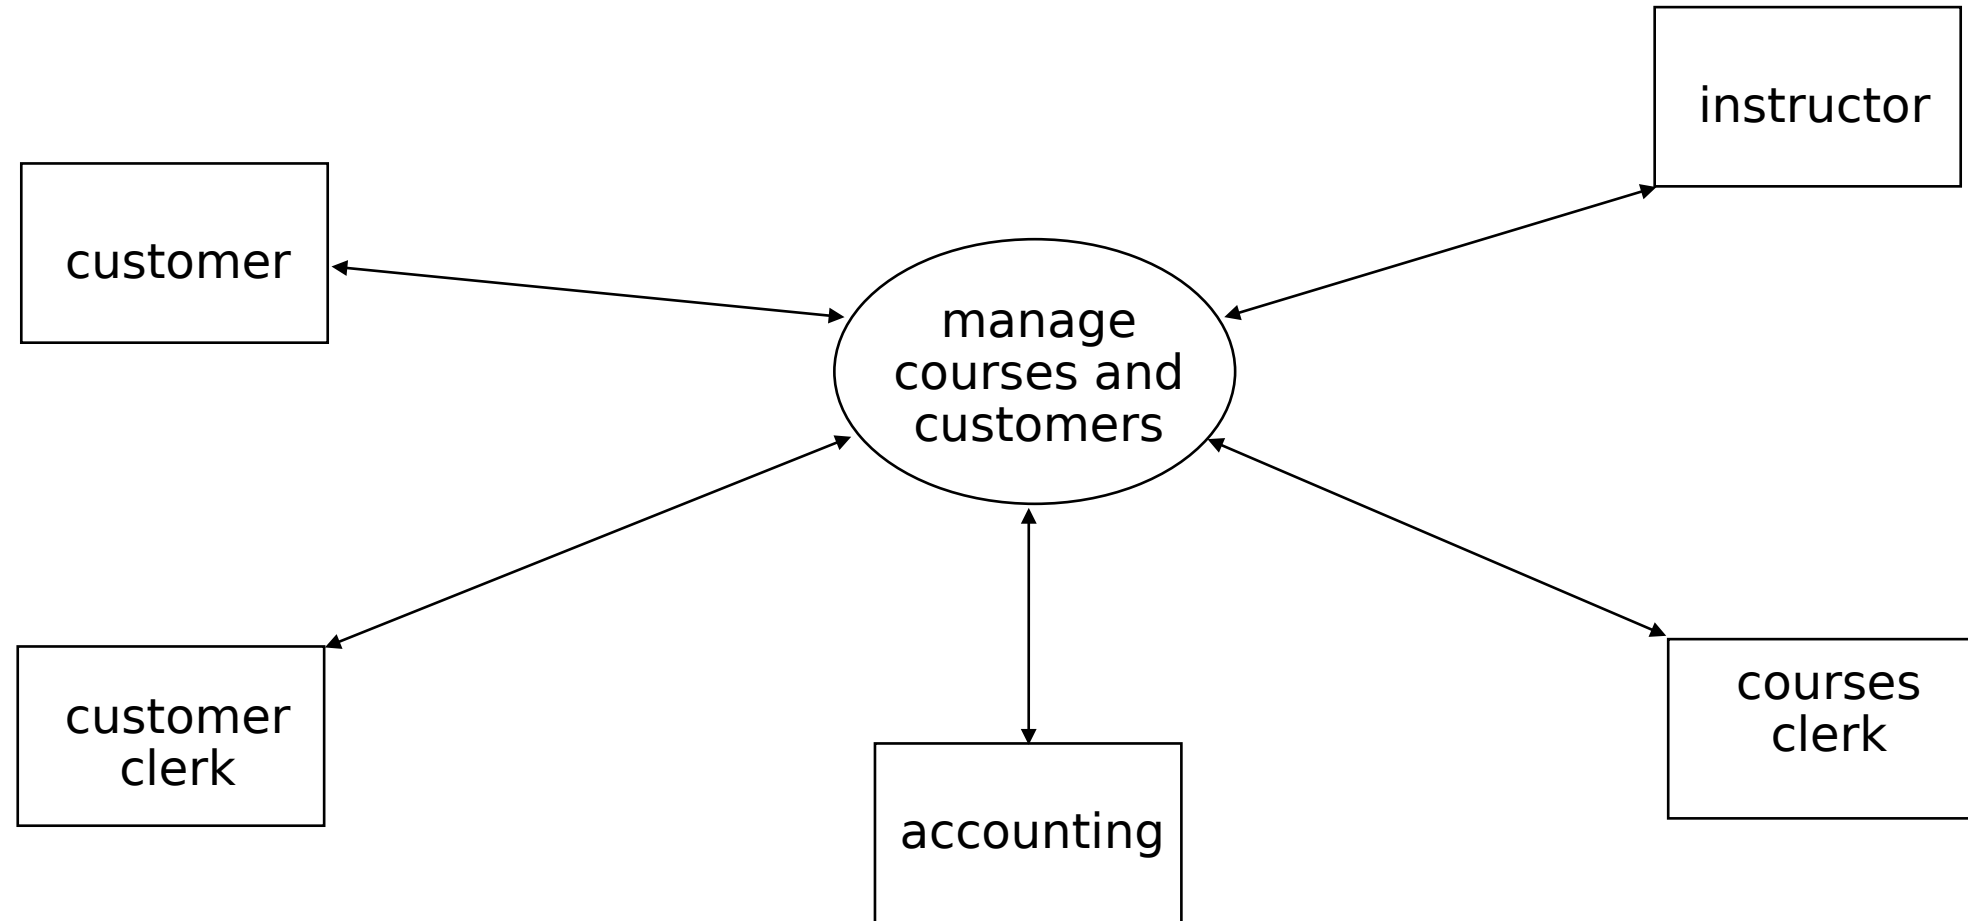 instructor
customer
manage
courses and
customers
customer
clerk
accounting
courses
clerk